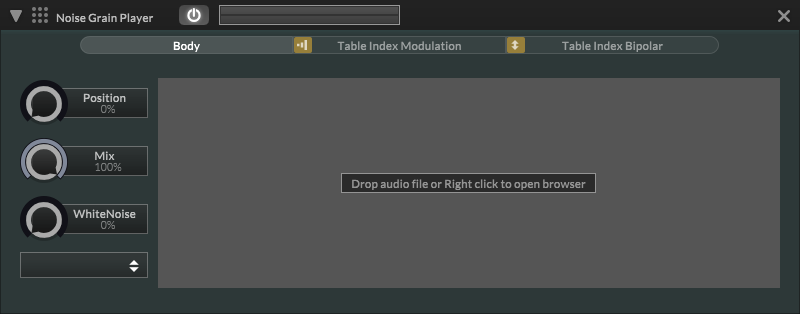 Noise Grain Player
Body
Table Index Modulation
Table Index Bipolar
Position
0%
Mix
100%
WhiteNoise
0%
Drop audio file or Right click to open browser